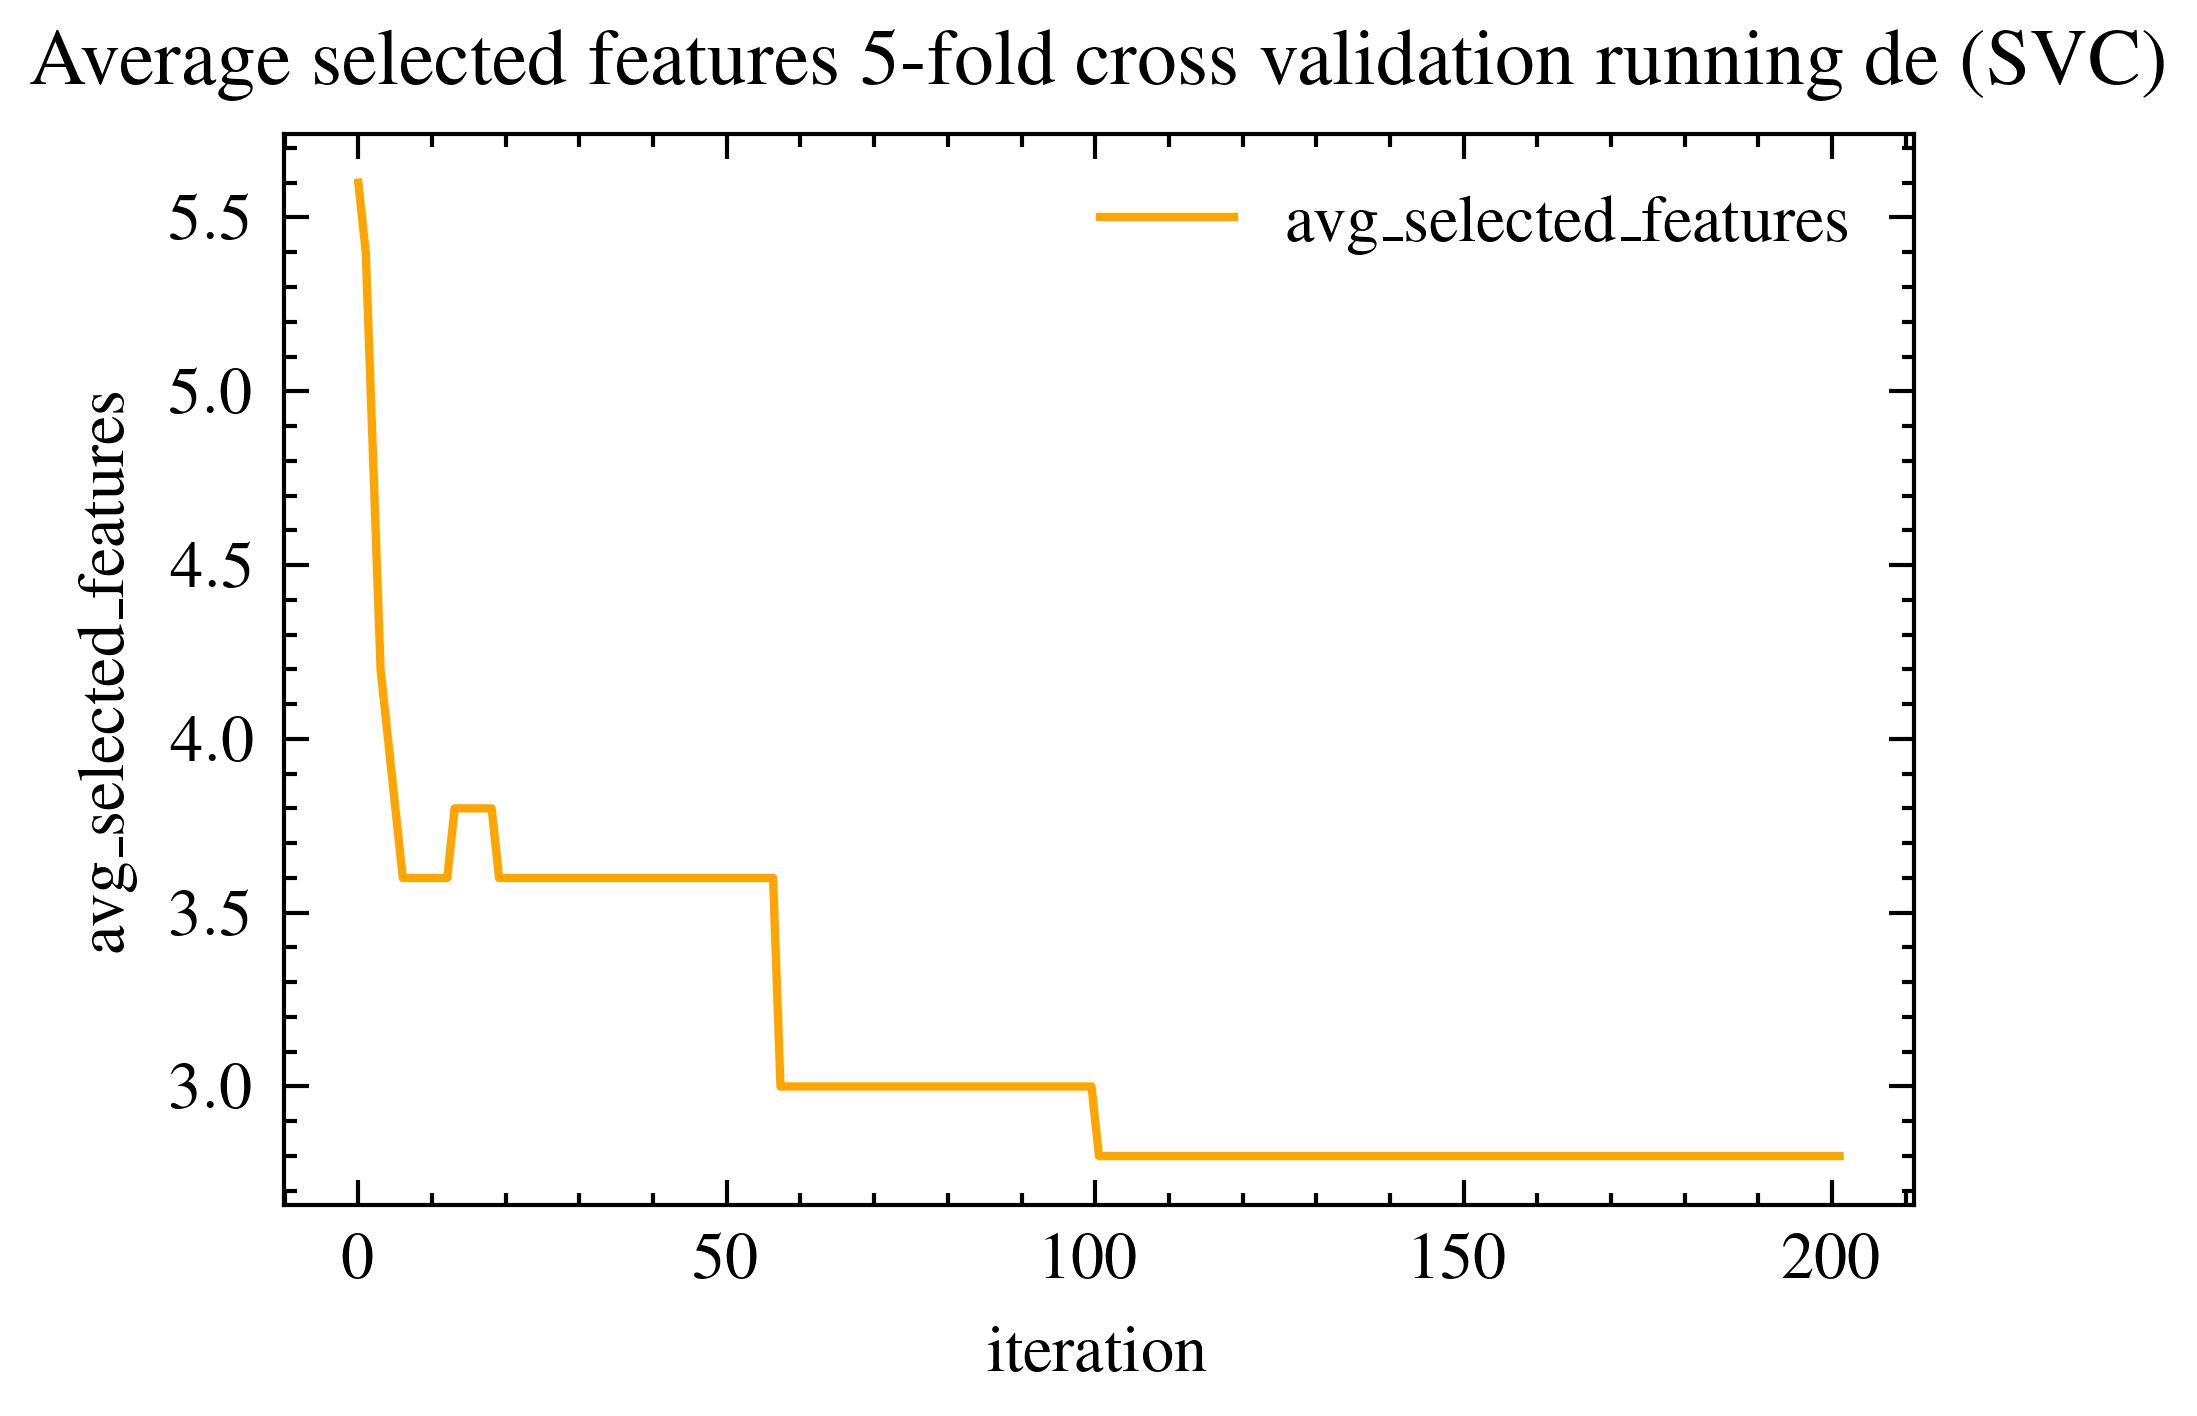 Average selected features 5-fold cross validation running de (SVC)
avg_selected_features
avg_selected_features
5.5
5.0
4.5
4.0
3.5
3.0
0 50 100 150 200
iteration